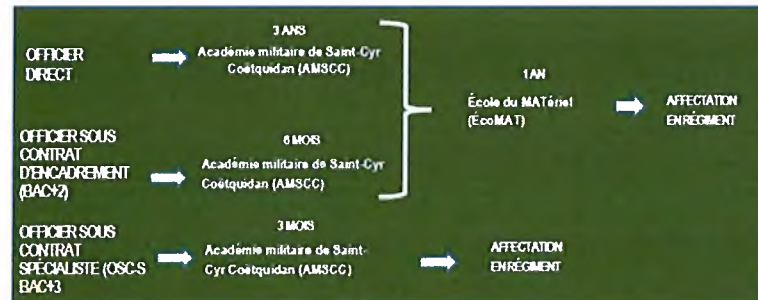 OFFICIER
DIRECT
3 ANS
Académie militaire de Saint-Cyr
Coëtquidan (AMSCC)
1 AN
École du MATériel
(ÉcoMAT)
AFFECTATION
EN RÉGIMENT
OFFICIER SOUS
CONTRAT
D'ENCADREMENT
(BAC+2)
6 MOIS
Académie militaire de Saint-Cyr
Coëtquidan (AMSCC)
OFFICIER SOUS
CONTRAT
SPÉCIALISTE (OSC-S
BAC+3
3 MOIS
Académie militaire de Saint-
Cyr Coëtquidan (AMSCC)
AFFECTATION
EN RÉGIMENT